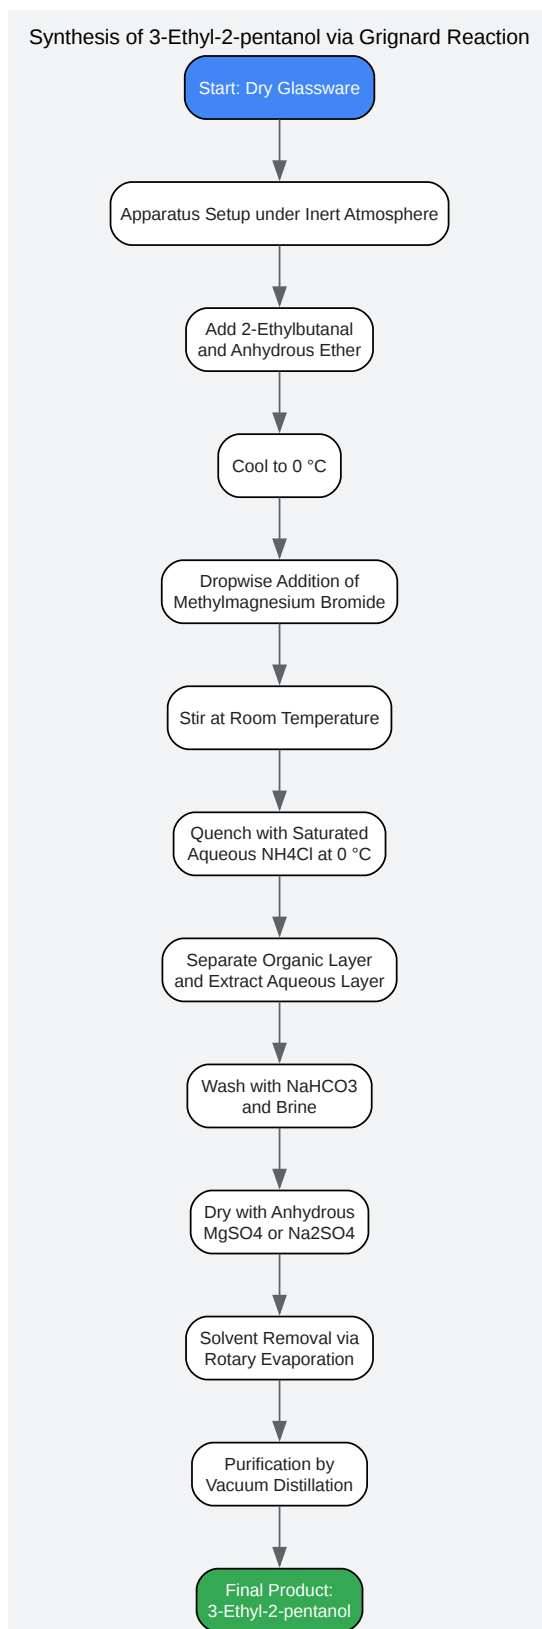 Synthesis of 3-Ethyl-2-pentanol via Grignard Reaction
Start: Dry Glassware
Apparatus Setup under Inert Atmosphere
Add 2-Ethylbutanal
and Anhydrous Ether
Cool to 0 °C
Dropwise Addition of
Methylmagnesium Bromide
Stir at Room Temperature
Quench with Saturated
Aqueous NH4Cl at 0 °C
Separate Organic Layer
and Extract Aqueous Layer
Wash with NaHCO3
and Brine
Dry with Anhydrous
MgSO4 or Na2SO4
Solvent Removal via
Rotary Evaporation
Purification by
Vacuum Distillation
Final Product:
3-Ethyl-2-pentanol